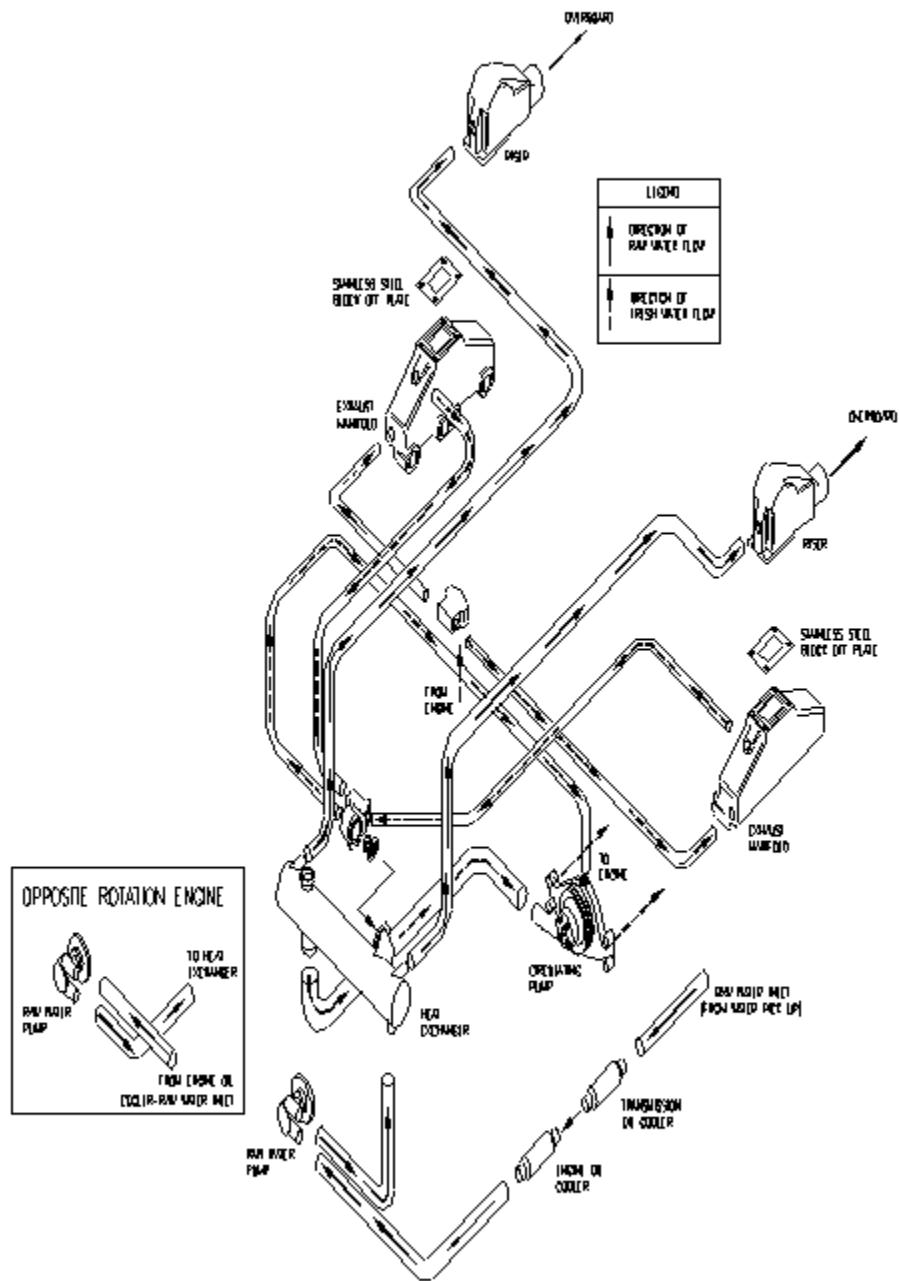 OVERBOARD
RISER
LEGEND
DIRECTION OF
RAW WATER FLOW
DIRECTION OF
FRESH WATER FLOW
STAINLESS STEEL
BLOCK OFF PLATE
EXHAUST
MANIFOLD
OVERBOARD
RISER
STAINLESS STEEL
BLOCK OFF PLATE
FROM
ENGINE
EXHAUST
MANIFOLD
TO
ENGINE
OPPOSITE ROTATION ENGINE
TO HEAT
EXCHANGER
RAW WATER
PUMP
FROM ENGINE OIL
COOLER-RAW WATER INLET
CIRCULATING
PUMP
HEAT
EXCHANGER
RAW WATER INLET
(FROM WATER PICK UP)
TRANSMISSION
OIL COOLER
RAW WATER
PUMP
ENGINE OIL
COOLER